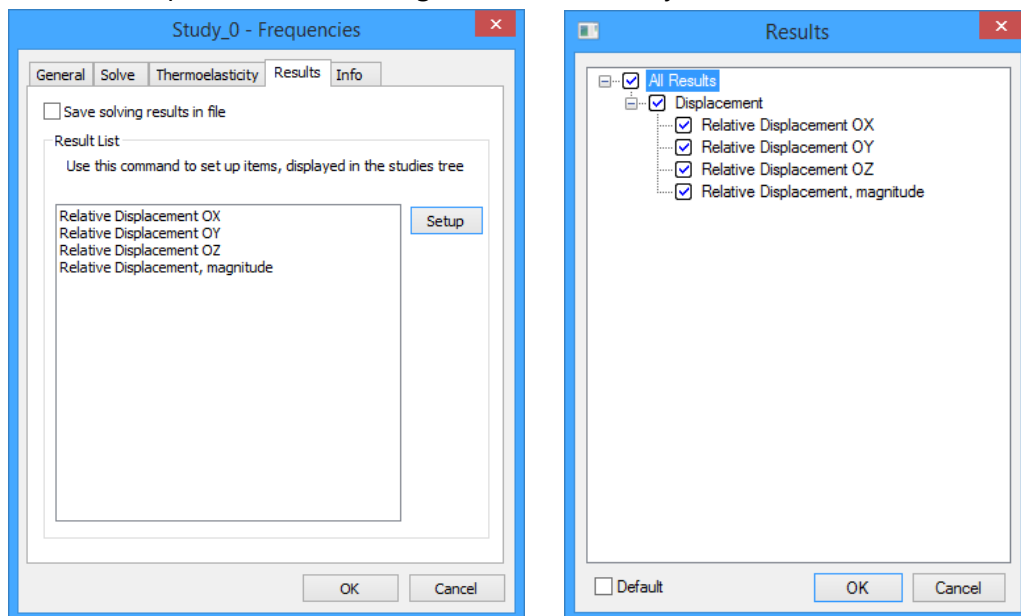 Study_0 - Frequencies
General Solve Thermoelasticity Results Info
Save solving results in file
Result List
Use this command to set up items, displayed in the studies tree
Relative Displacement OX
Relative Displacement OY
Relative Displacement OZ
Relative Displacement, magnitude
Setup
OK Cancel
Results
All Results
Displacement
Relative Displacement OX
Relative Displacement OY
Relative Displacement OZ
Relative Displacement, magnitude
Default OK Cancel